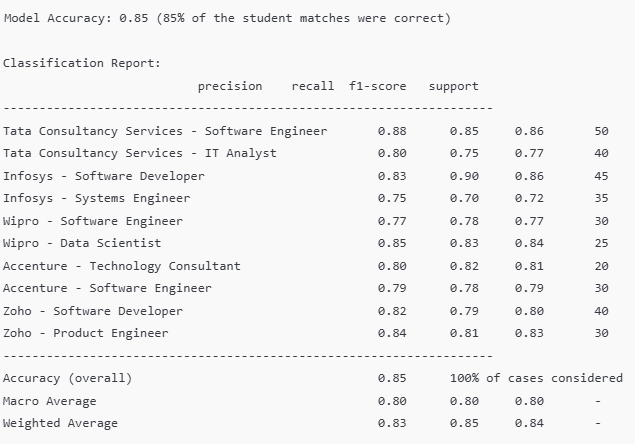 Model Accuracy: 0.85 (85% of the student matches were correct)
Classification Report:
precision recall f1-score support
--------------------------------------------------------------------
Tata Consultancy Services - Software Engineer 0.88 0.85 0.86 50
Tata Consultancy Services - IT Analyst 0.80 0.75 0.77 40
Infosys - Software Developer 0.83 0.90 0.86 45
Infosys - Systems Engineer 0.75 0.70 0.72 35
Wipro - Software Engineer 0.77 0.78 0.77 30
Wipro - Data Scientist 0.85 0.83 0.84 25
Accenture - Technology Consultant 0.80 0.82 0.81 20
Accenture - Software Engineer 0.79 0.78 0.79 30
Zoho - Software Developer 0.82 0.79 0.80 40
Zoho - Product Engineer 0.84 0.81 0.83 30
--------------------------------------------------------------------
Accuracy (overall) 0.85 100% of cases considered
Macro Average 0.80 0.80 0.80 -
Weighted Average 0.83 0.85 0.84 -